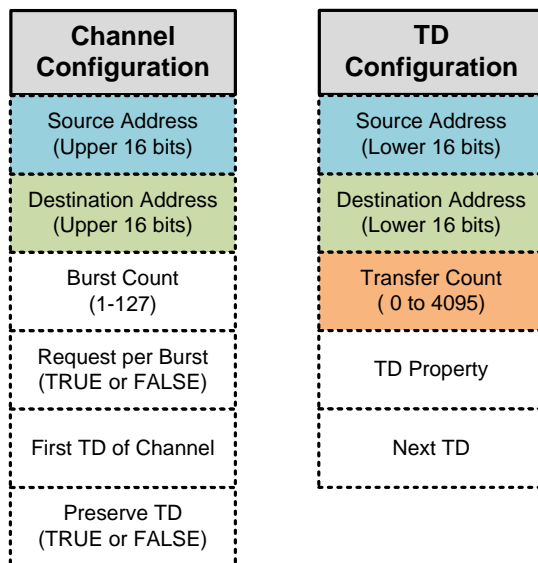 Channel
Configuration
Source Address
(Upper 16 bits)
Destination Address
(Upper 16 bits)
Burst Count
(1-127)
Request per Burst
(TRUE or FALSE)
First TD of Channel
Preserve TD
(TRUE or FALSE)
TD
Configuration
Source Address
(Lower 16 bits)
Destination Address
(Lower 16 bits)
Transfer Count
( 0 to 4095)
TD Property
Next TD